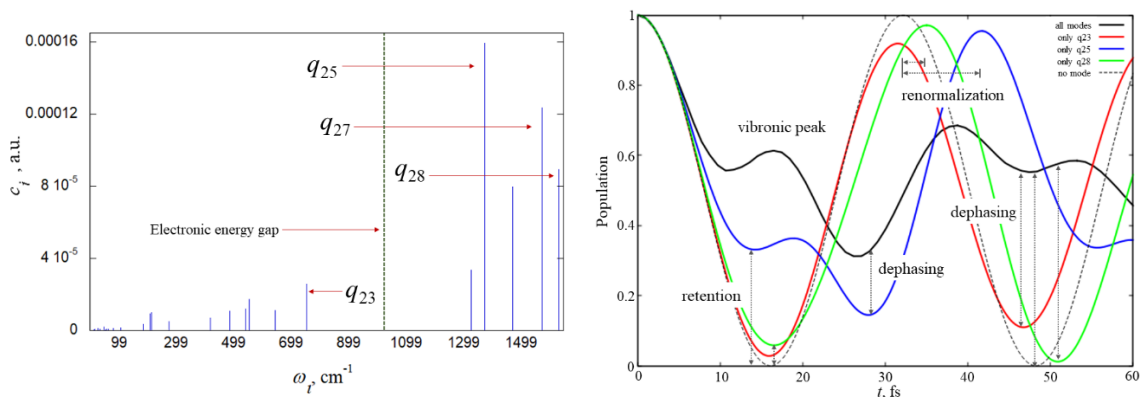 0.00016
0.00012
8 10⁻⁵
4 10⁻⁵
0
cᵢ , a.u.
q₂₅
q₂₇
q₂₈
Electronic energy gap
q₂₃
99 299 499 699 899 1099 1299 1499
ωᵢ, cm⁻¹
1
0.8
0.6
0.4
0.2
0
Population
all modes
only q23
only q25
only q28
no mode
renormalization
vibronic peak
dephasing
dephasing
retention
0 10 20 30 40 50 60
t, fs